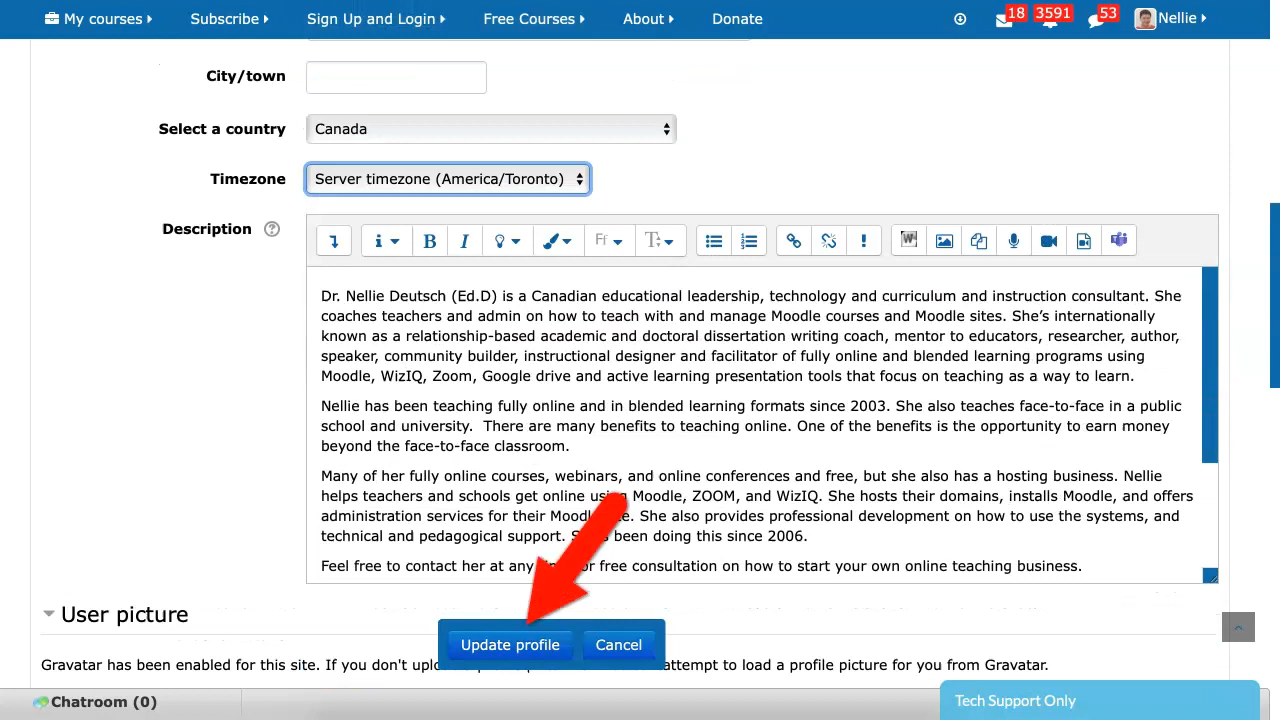 My courses Subscribe Sign Up and Login Free Courses About Donate 18 3591 53 Nellie
City/town
Select a country Canada
Timezone Server timezone (America/Toronto)
Description
Dr. Nellie Deutsch (Ed.D) is a Canadian educational leadership, technology and curriculum and instruction consultant. She
coaches teachers and admin on how to teach with and manage Moodle courses and Moodle sites. She's internationally
known as a relationship-based academic and doctoral dissertation writing coach, mentor to educators, researcher, author,
speaker, community builder, instructional designer and facilitator of fully online and blended learning programs using
Moodle, WizIQ, Zoom, Google drive and active learning presentation tools that focus on teaching as a way to learn.
Nellie has been teaching fully online and in blended learning formats since 2003. She also teaches face-to-face in a public
school and university. There are many benefits to teaching online. One of the benefits is the opportunity to earn money
beyond the face-to-face classroom.
Many of her fully online courses, webinars, and online conferences and free, but she also has a hosting business. Nellie
helps teachers and schools get online using Moodle, ZOOM, and WizIQ. She hosts their domains, installs Moodle, and offers
administration services for their Moodle. She also provides professional development on how to use the systems, and
technical and pedagogical support. been doing this since 2006.
Feel free to contact her at any for free consultation on how to start your own online teaching business.
User picture
Update profile Cancel
Gravatar has been enabled for this site. If you don't attempt to load a profile picture for you from Gravatar.
Chatroom (0) Tech Support Only